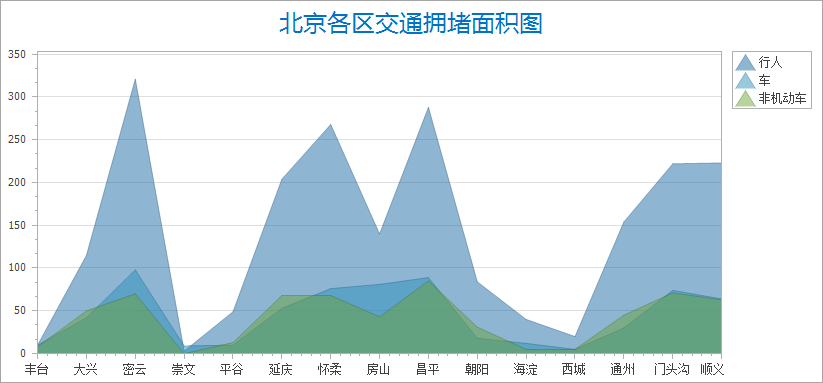 北京各区交通拥堵面积图
行人
车
非机动车
350
300
250
200
150
100
50
0
丰台 大兴 密云 崇文 平谷 延庆 怀柔 房山 昌平 朝阳 海淀 西城 通州 门头沟 顺义